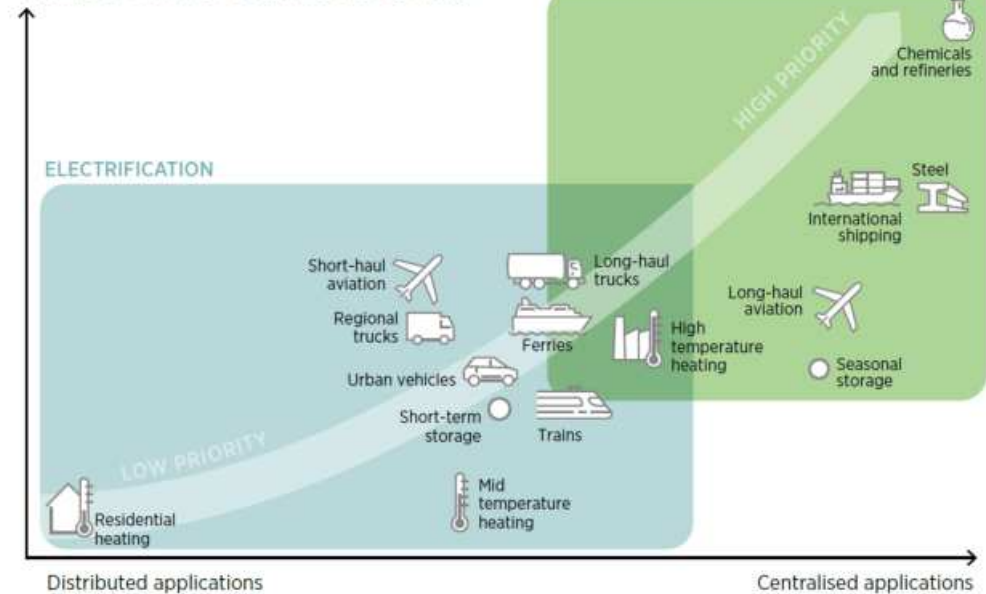 HIGH PRIORITY
Chemicals
and refineries
ELECTRIFICATION
Steel
International
shipping
Short-haul
aviation
Long-haul
trucks
Long-haul
aviation
Regional
trucks
Ferries
High
temperature
heating
Urban vehicles
Seasonal
storage
Short-term
storage
Trains
LOW PRIORITY
Mid
temperature
heating
Residential
heating
Distributed applications
Centralised applications